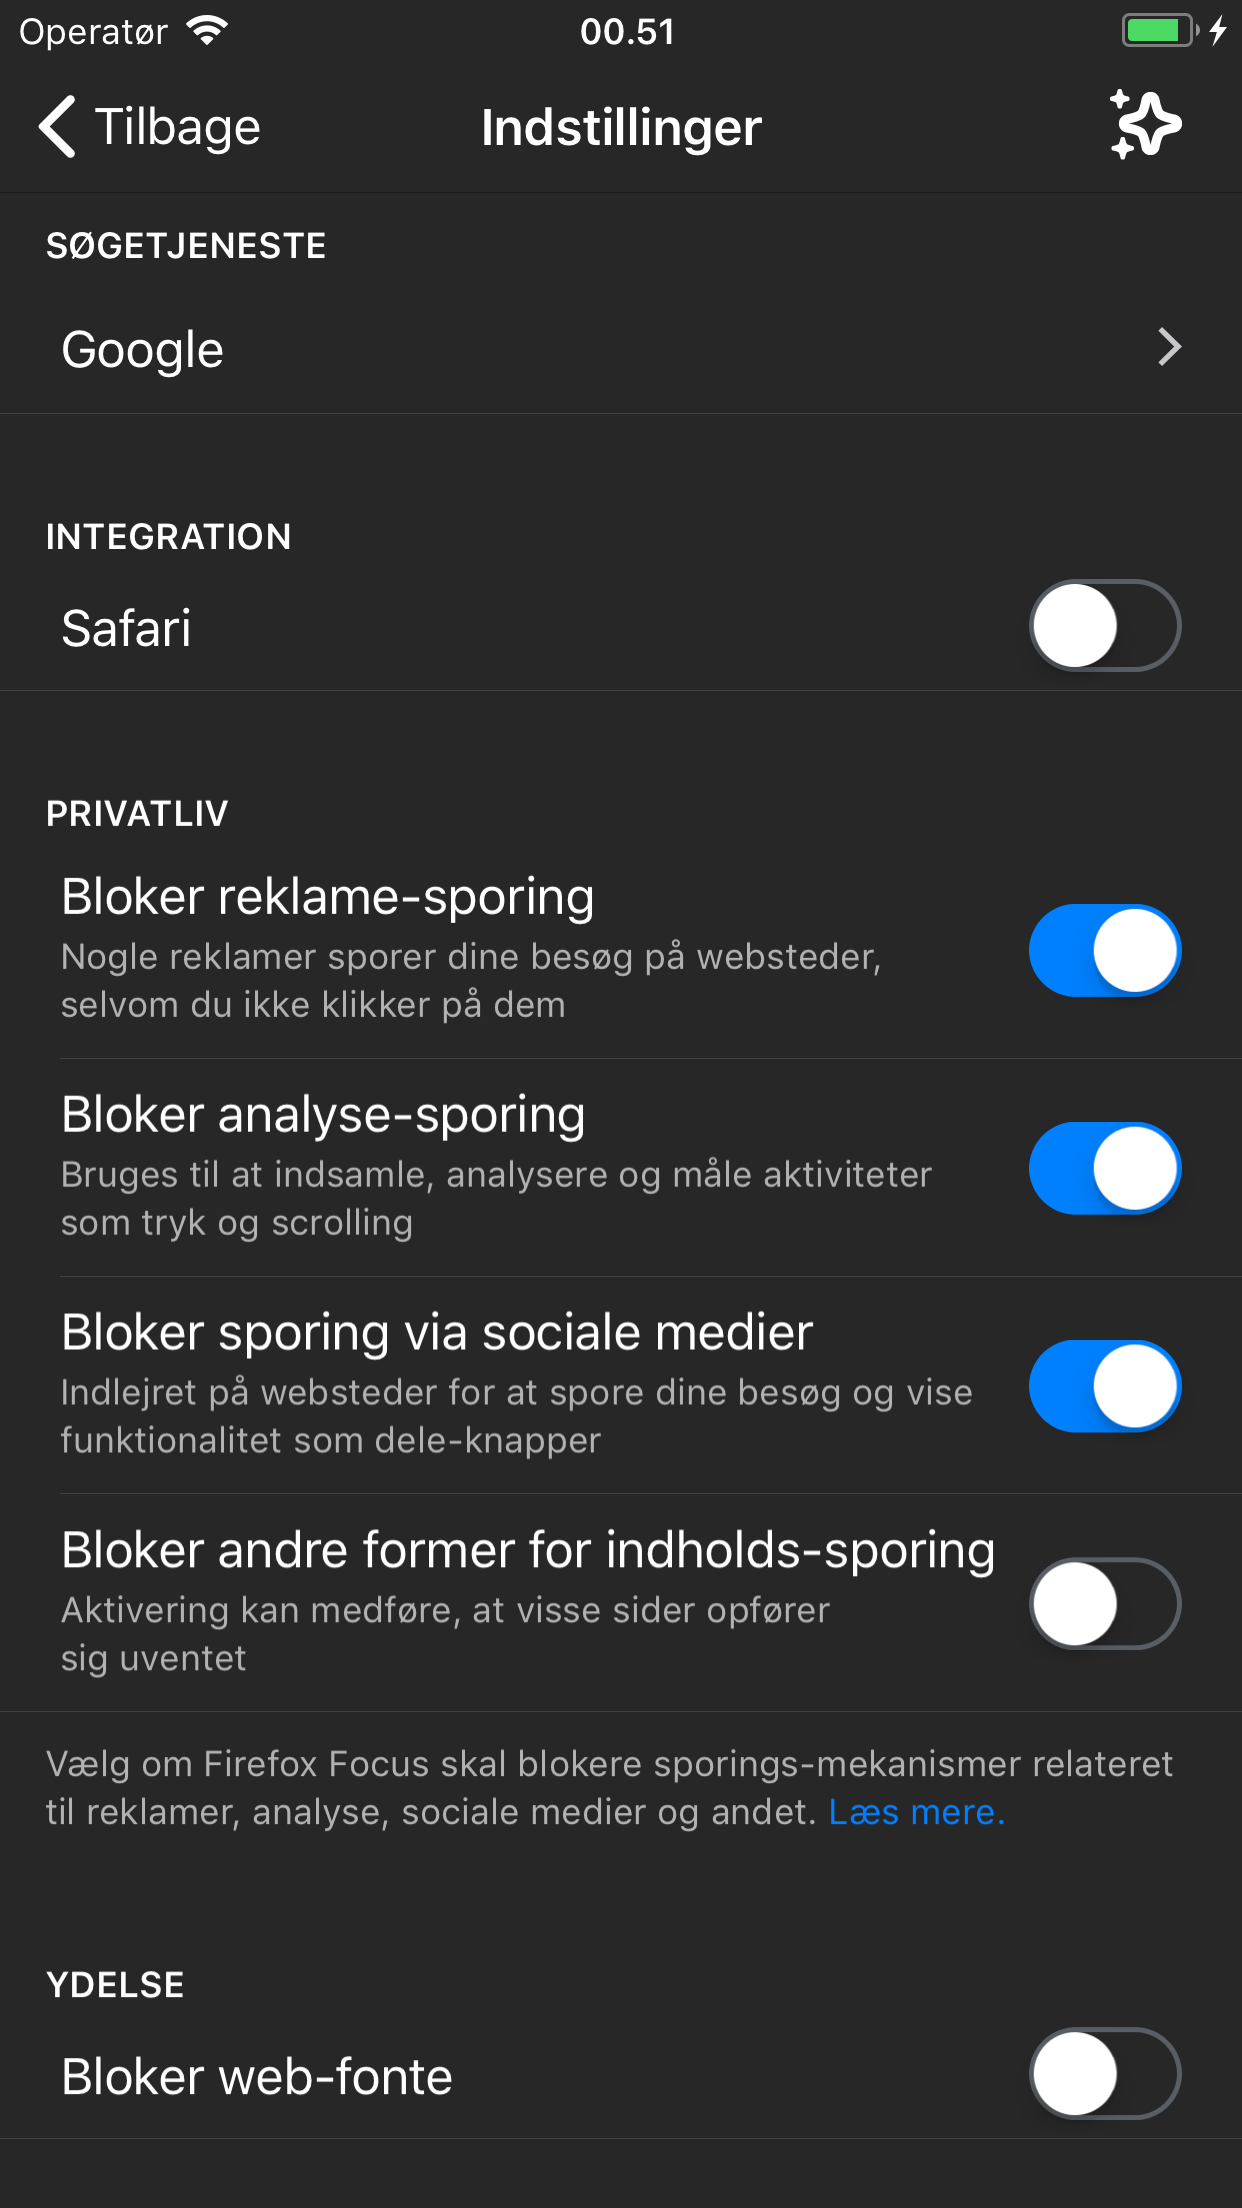 Operatør
00.51
Tilbage
Indstillinger
SØGETJENESTE
Google
INTEGRATION
Safari
PRIVATLIV
Bloker reklame-sporing
Nogle reklamer sporer dine besøg på websteder,
selvom du ikke klikker på dem
Bloker analyse-sporing
Bruges til at indsamle, analysere og måle aktiviteter
som tryk og scrolling
Bloker sporing via sociale medier
Indlejret på websteder for at spore dine besøg og vise
funktionalitet som dele-knapper
Bloker andre former for indholds-sporing
Aktivering kan medføre, at visse sider opfører
sig uventet
Vælg om Firefox Focus skal blokere sporings-mekanismer relateret
til reklamer, analyse, sociale medier og andet. Læs mere.
YDELSE
Bloker web-fonte